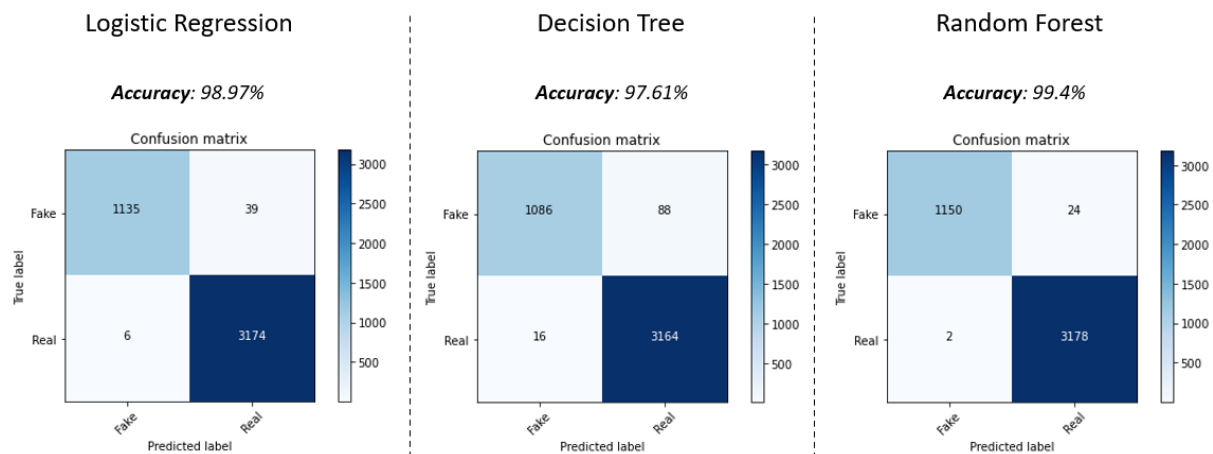 Logistic Regression
Accuracy: 98.97%
Confusion matrix
Fake
Real
True label
1135
39
6
3174
Fake
Real
Predicted label
3000
2500
2000
1500
1000
500
Decision Tree
Accuracy: 97.61%
Confusion matrix
Fake
Real
True label
1086
88
16
3164
Fake
Real
Predicted label
3000
2500
2000
1500
1000
500
Random Forest
Accuracy: 99.4%
Confusion matrix
Fake
Real
True label
1150
24
2
3178
Fake
Real
Predicted label
3000
2500
2000
1500
1000
500